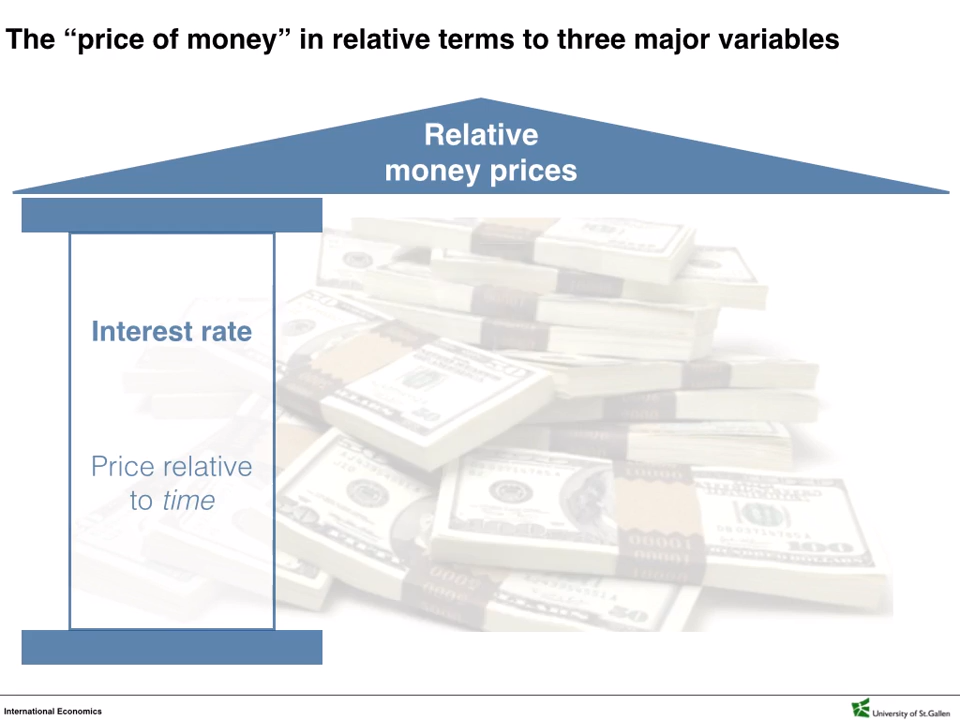 The “price of money” in relative terms to three major variables
Relative
money prices
Interest rate
Price relative
to time
International Economics
University of St.Gallen